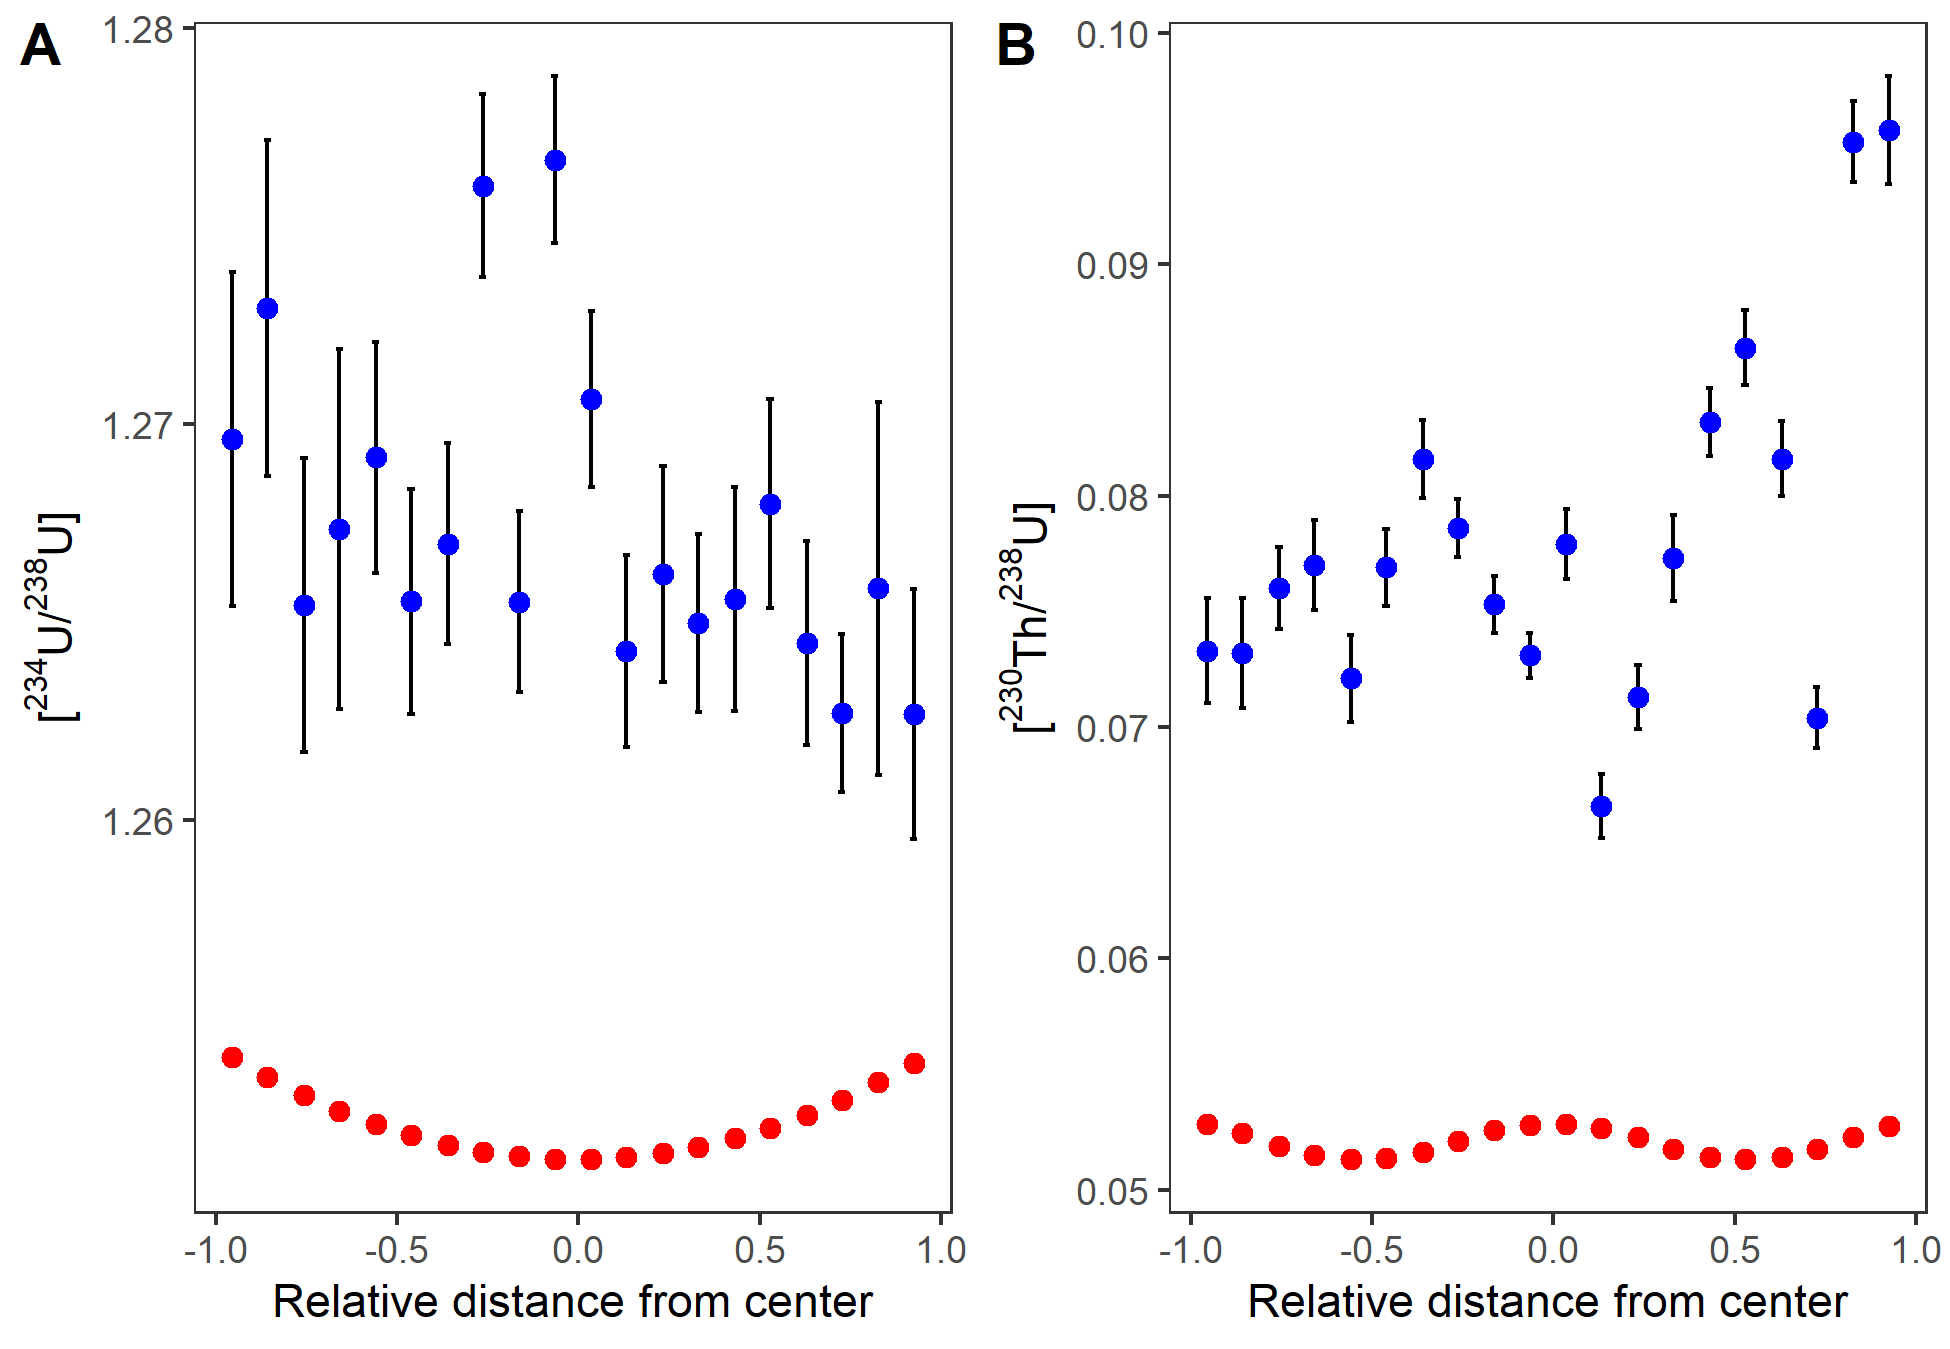 A
1.28
1.27
1.26
[²³⁴U/²³⁸U]
-1.0 -0.5 0.0 0.5 1.0
Relative distance from center
B
0.10
0.09
0.08
0.07
0.06
0.05
[²³⁰Th/²³⁸U]
-1.0 -0.5 0.0 0.5 1.0
Relative distance from center